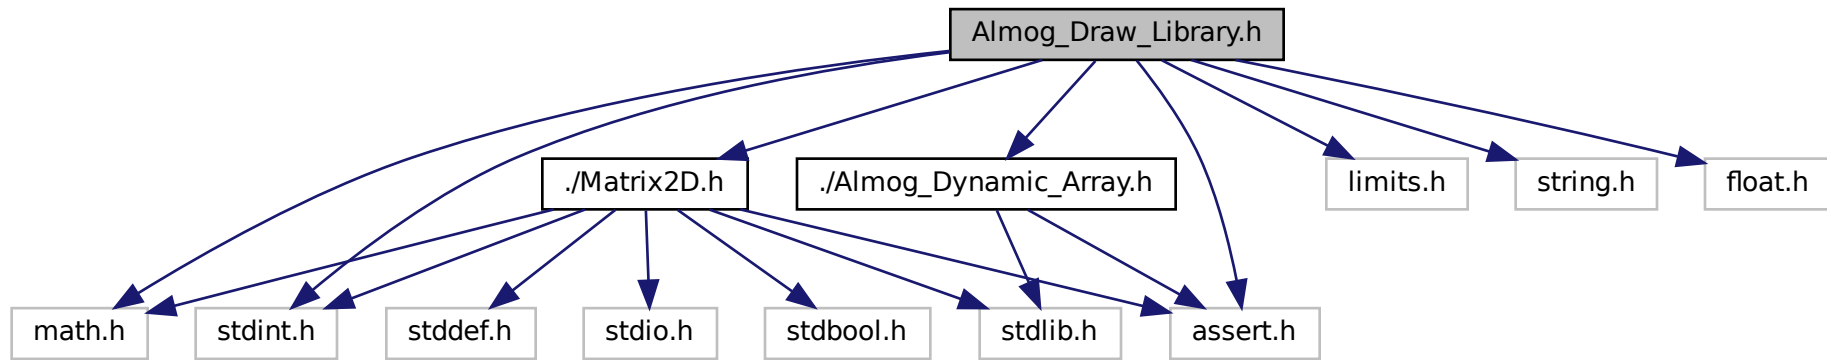 Almog_Draw_Library.h
./Matrix2D.h
./Almog_Dynamic_Array.h
limits.h
string.h
float.h
math.h
stdint.h
stddef.h
stdio.h
stdbool.h
stdlib.h
assert.h